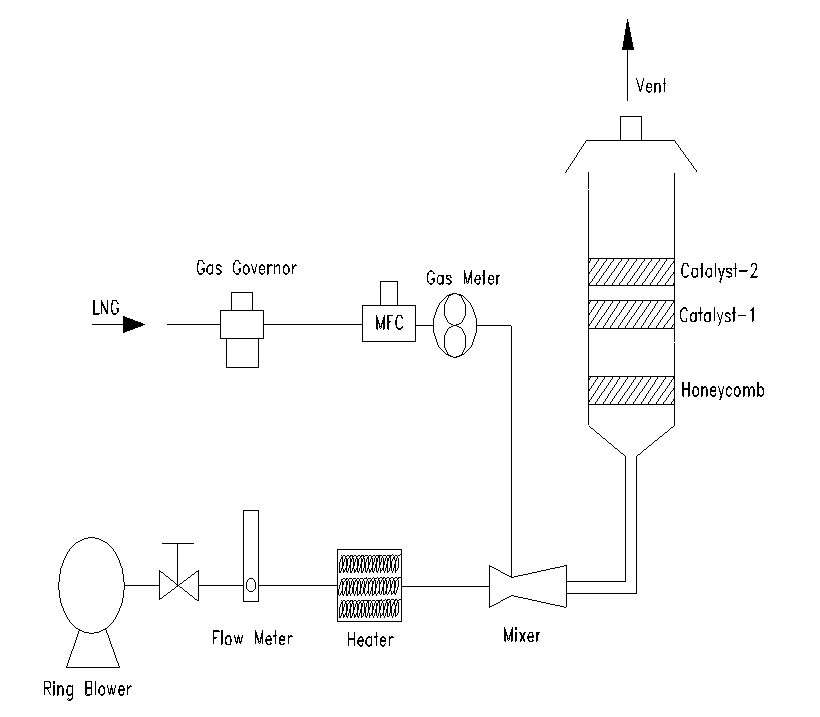 Vent
Gas Governor
Gas Meter
Catalyst-2
LNG
MFC
Catalyst-1
Honeycomb
Flow Meter
Heater
Mixer
Ring Blower